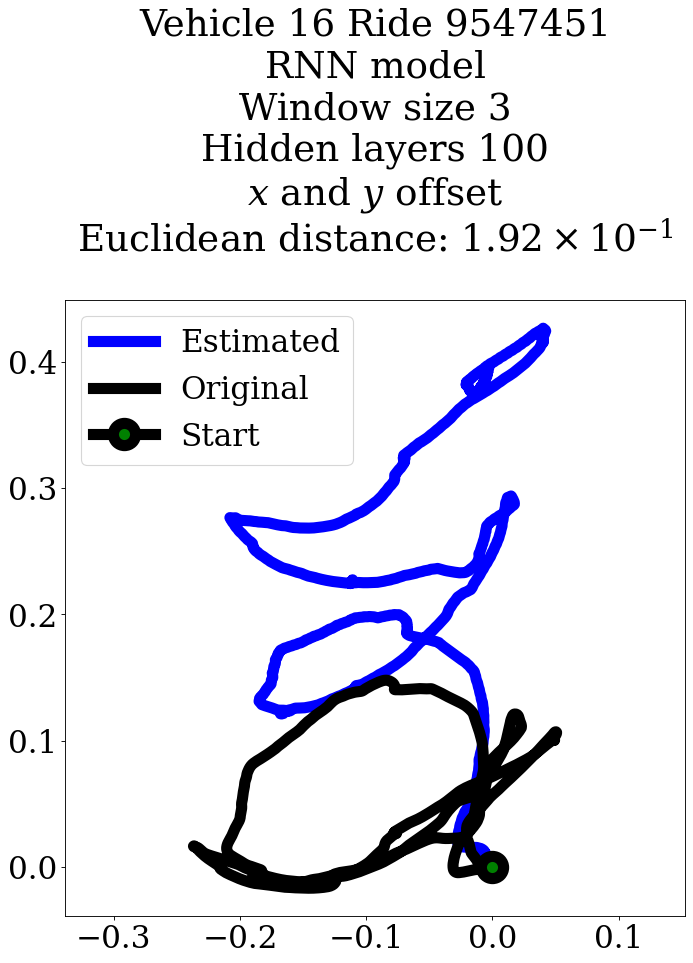 Vehicle 16 Ride 9547451
RNN model
Window size 3
Hidden layers 100
x and y offset
Euclidean distance: 1.92 × 10⁻¹
Estimated
Original
Start
0.4
0.3
0.2
0.1
0.0
−0.3 −0.2 −0.1 0.0 0.1